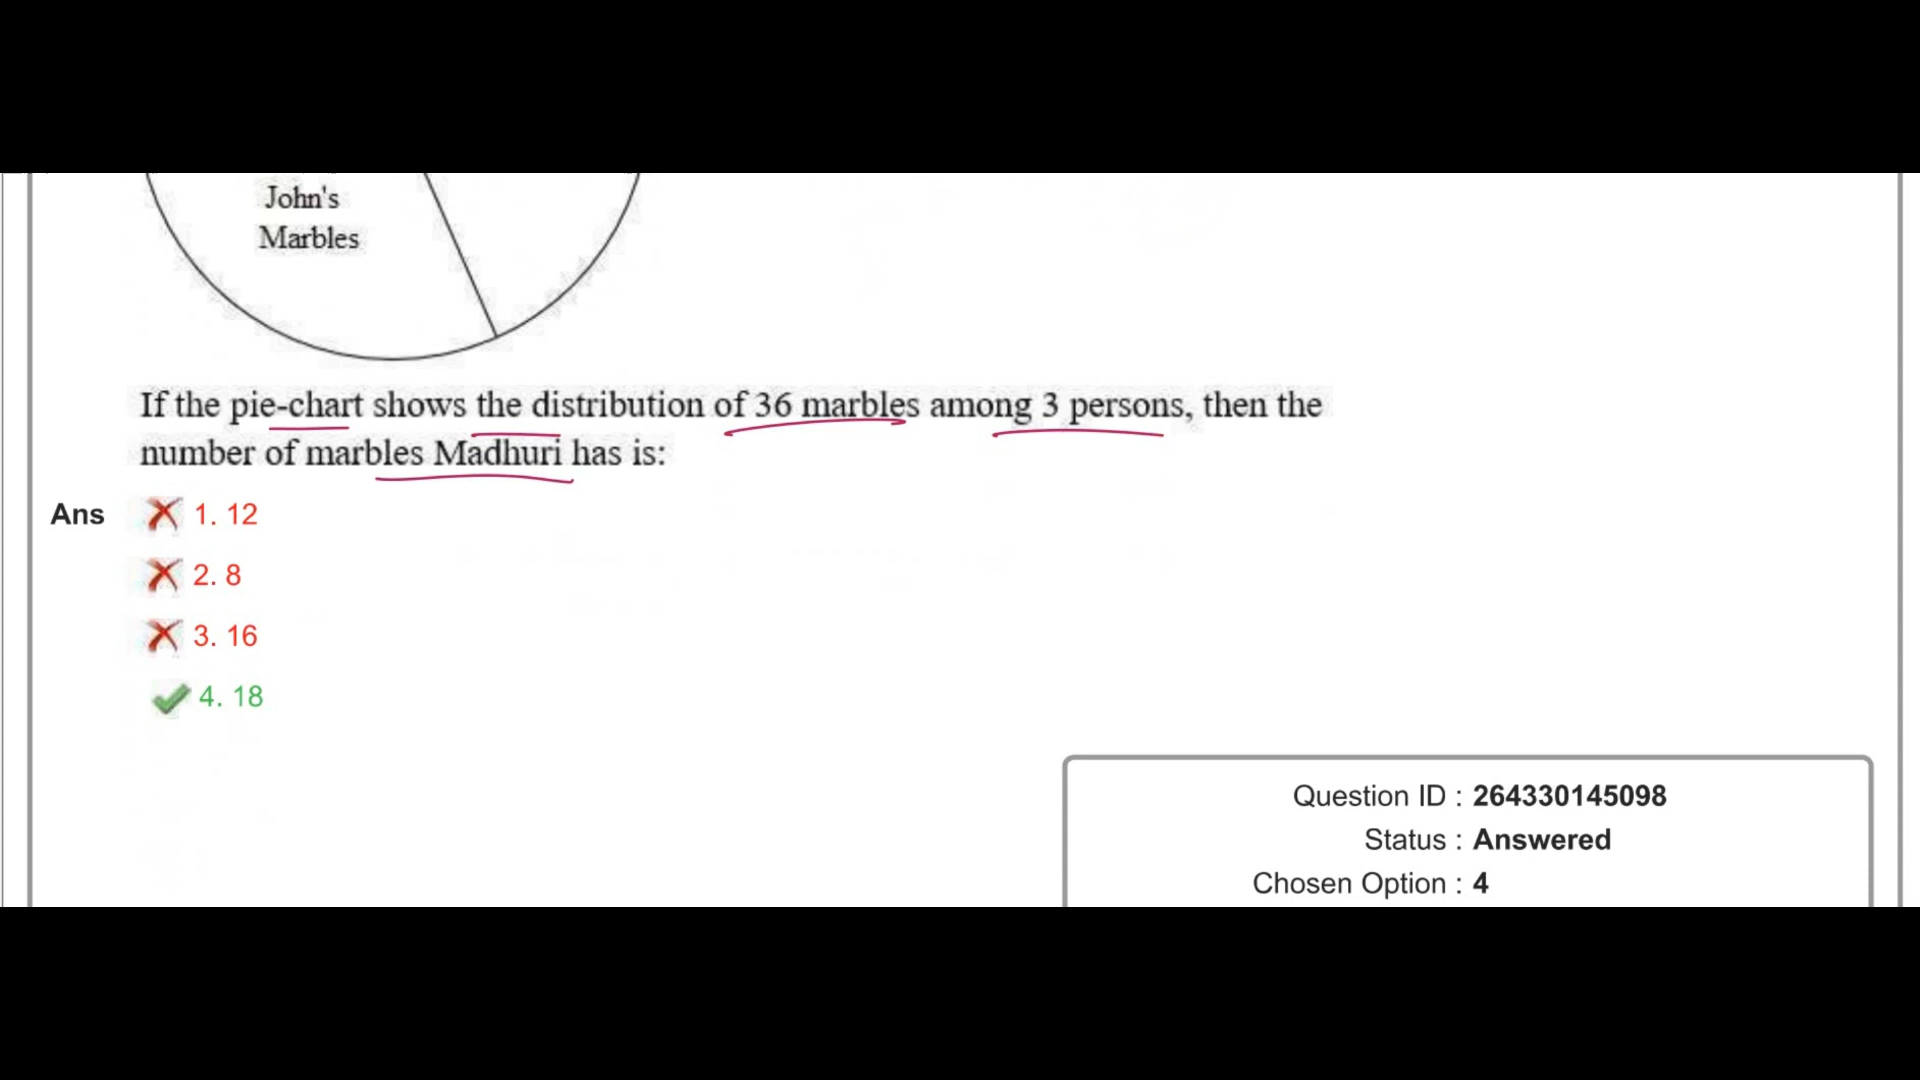 John's
Marbles
If the pie-chart shows the distribution of 36 marbles among 3 persons, then the
number of marbles Madhuri has is:
Ans 1. 12
2. 8
3. 16
4. 18
Question ID : 264330145098
Status : Answered
Chosen Option : 4